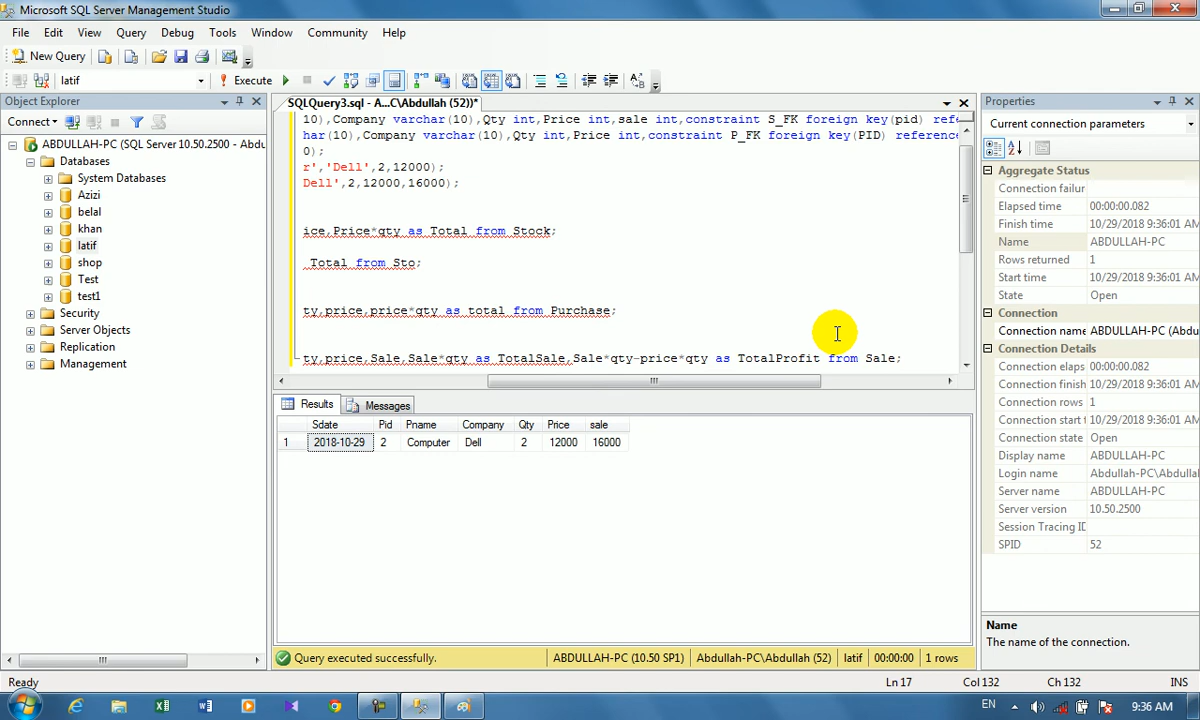 Microsoft SQL Server Management Studio
File Edit View Query Debug Tools Window Community Help
New Query
latif Execute
Object Explorer
Connect
ABDULLAH-PC (SQL Server 10.50.2500 - Abdu
Databases
System Databases
Azizi
belal
khan
latif
shop
Test
test1
Security
Server Objects
Replication
Management
SQLQuery3.sql - A...C\Abdullah (52))*
10),Company varchar(10),Qty int,Price int,sale int,constraint S_FK foreign key(pid) refe
har(10),Company varchar(10),Qty int,Price int,constraint P_FK foreign key(PID) reference
0);
r','Dell',2,12000);
Dell',2,12000,16000);
ice,Price*qty as Total from Stock;
Total from Sto;
ty,price,price*qty as total from Purchase;
ty,price,Sale,Sale*qty as TotalSale,Sale*qty-price*qty as TotalProfit from Sale;
Results Messages
Sdate Pid Pname Company Qty Price sale
1 2018-10-29 2 Computer Dell 2 12000 16000
Query executed successfully. ABDULLAH-PC (10.50 SP1) Abdullah-PC\Abdullah (52) latif 00:00:00 1 rows
Properties
Current connection parameters
Aggregate Status
Connection failur
Elapsed time 00:00:00.082
Finish time 10/29/2018 9:36:01 AM
Name ABDULLAH-PC
Rows returned 1
Start time 10/29/2018 9:36:01 AM
State Open
Connection
Connection name ABDULLAH-PC (Abdu
Connection Details
Connection elaps 00:00:00.082
Connection finish 10/29/2018 9:36:01 AM
Connection rows 1
Connection start t 10/29/2018 9:36:01 AM
Connection state Open
Display name ABDULLAH-PC
Login name Abdullah-PC\Abdullal
Server name ABDULLAH-PC
Server version 10.50.2500
Session Tracing ID
SPID 52
Name
The name of the connection.
Ready Ln 17 Col 132 Ch 132 INS
EN 9:36 AM